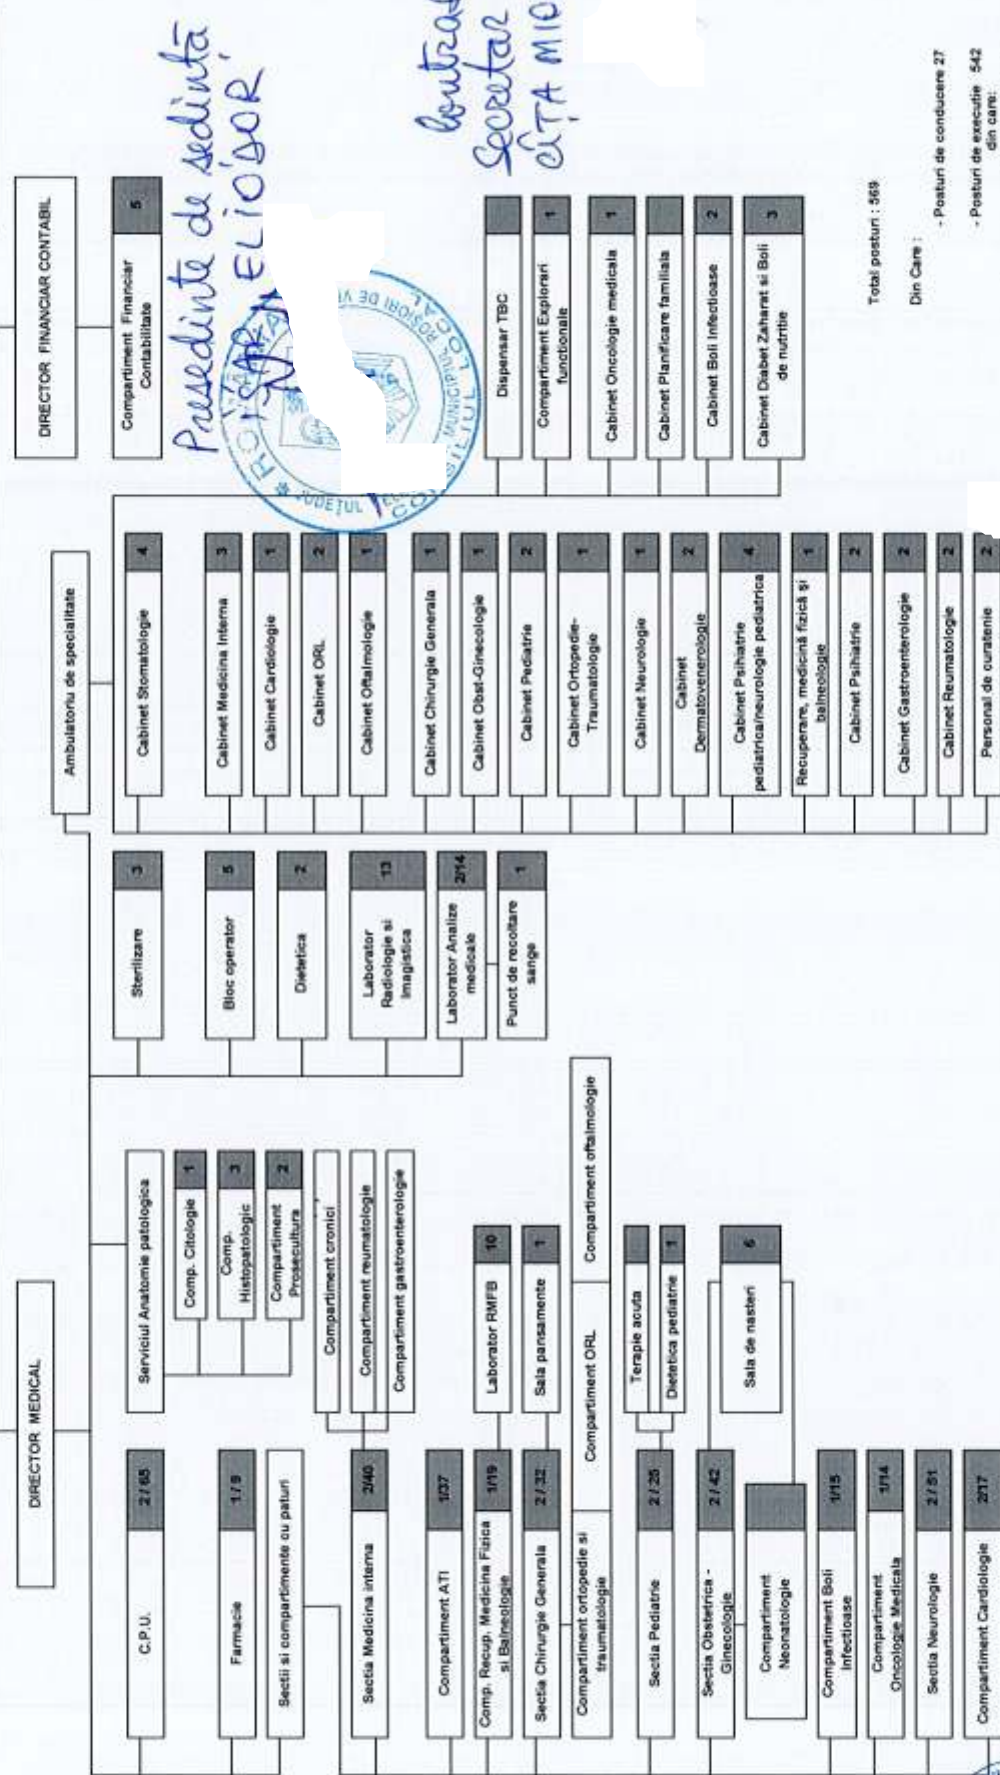 DIRECTOR MEDICAL
DIRECTOR FINANCIAR CONTABIL
C.P.U.
2 / 65
Farmacie
1 / 9
Sectii si compartimente cu paturi
Sectia Medicina interna
2/40
Compartiment ATI
1/37
Comp. Recup. Medicina Fizica
si Balneologie
1/19
Sectia Chirurgie Generala
2 / 32
Compartiment ortopedie si
traumatologie
Compartiment ORL
Compartiment oftalmologie
Sectia Pediatrie
2 / 25
Sectia Obstetrica -
Ginecologie
2 / 42
Compartiment
Neonatologie
Compartiment Boli
Infectioase
1/15
Compartiment
Oncologie Medicala
1/14
Sectia Neurologie
2 / 51
Compartiment Cardiologie
2/17
Serviciul Anatomie patologica
Comp. Citologie
1
Comp.
Histopatologic
3
Compartiment
Prosecultura
2
Compartiment cronici
Compartiment reumatologie
Compartiment gastroenterologie
Laborator RMFB
10
Sala pansamente
1
Terapie acuta
Dietetica pediatrie
1
Sala de nasteri
6
Sterilizare
3
Bloc operator
5
Dietetica
2
Laborator
Radiologie si
Imagistica
13
Laborator Analize
medicale
2/14
Punct de recoltare
sange
1
Ambulatoriu de specialitate
Cabinet Stomatologie
4
Cabinet Medicina Interna
3
Cabinet Cardiologie
1
Cabinet ORL
2
Cabinet Oftalmologie
1
Cabinet Chirurgie Generala
1
Cabinet Obst-Ginecologie
1
Cabinet Pediatrie
2
Cabinet Ortopedie-
Traumatologie
1
Cabinet Neurologie
1
Cabinet
Dermatovenerologie
2
Cabinet Psihiatrie
pediatrica/neurologie pediatrica
4
Recuperare, medicină fizică și
balneologie
1
Cabinet Psihiatrie
2
Cabinet Gastroenterologie
2
Cabinet Reumatologie
2
Personal de curatenie
2
Compartiment Financiar
Contabilitate
5
Presedinte de sedintă
ELIODOR
MUNICIPIUL
Secretar
Dispensar TBC
Compartiment Explorari
functionale
1
Cabinet Oncologie medicala
1
Cabinet Planificare familiala
Cabinet Boli Infectioase
2
Cabinet Diabet Zaharat si Boli
de nutritie
3
Total posturi : 569
Din Care :
- Posturi de conducere 27
- Posturi de executie 542
din care: